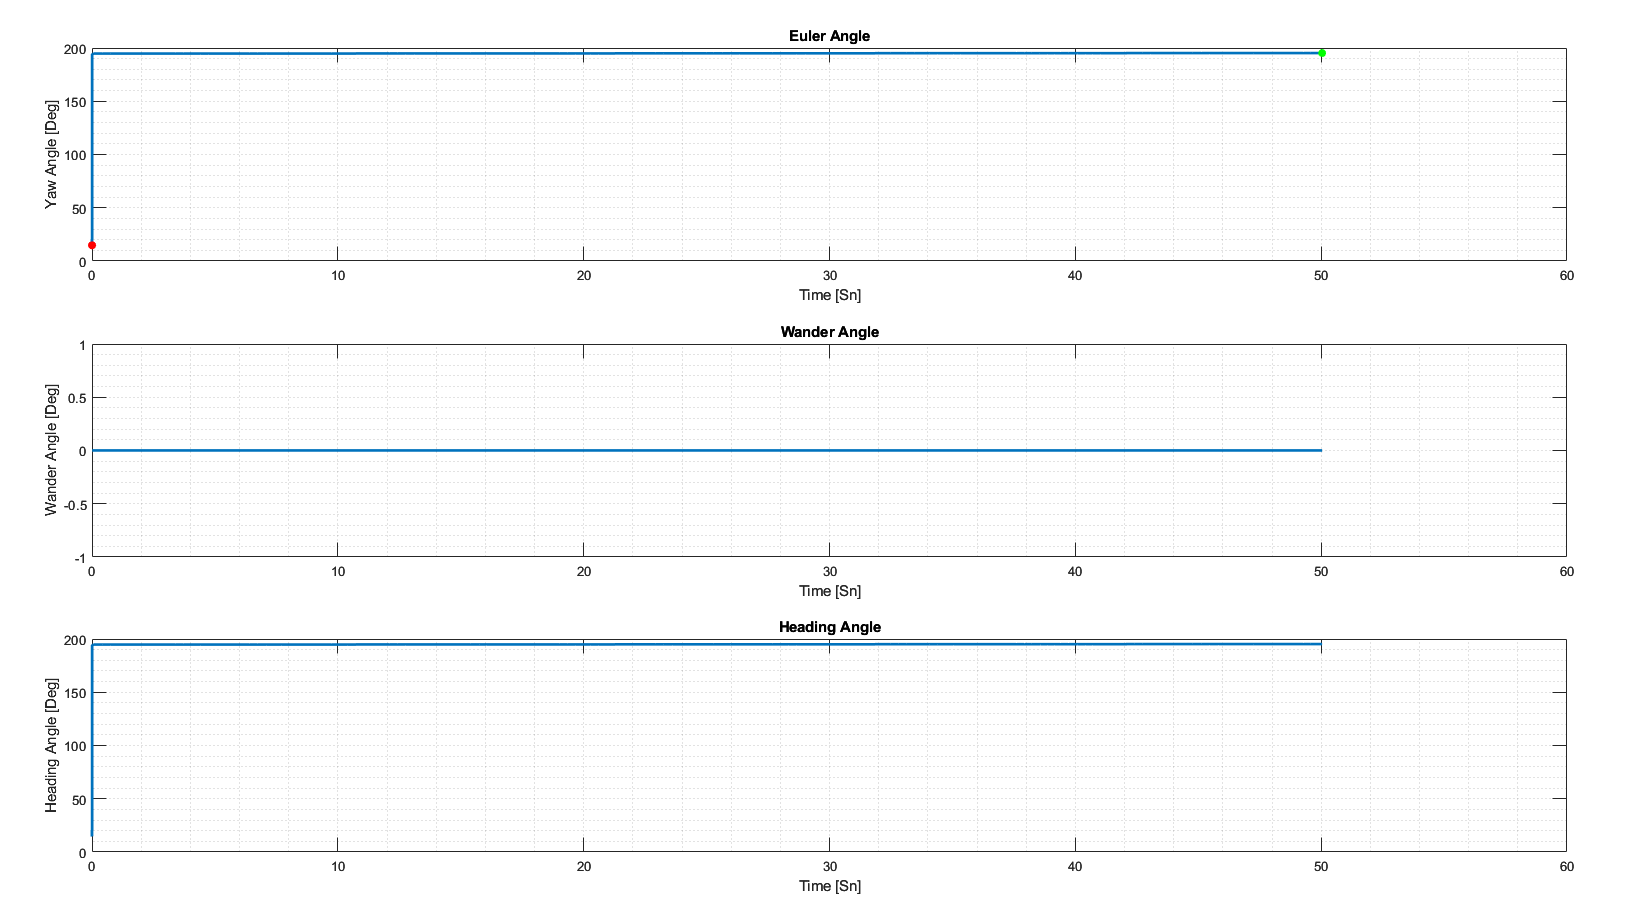 Euler Angle
200
150
100
50
0
Yaw Angle [Deg]
0 10 20 30 40 50 60
Time [Sn]
Wander Angle
1
0.5
0
-0.5
-1
Wander Angle [Deg]
0 10 20 30 40 50 60
Time [Sn]
Heading Angle
200
150
100
50
0
Heading Angle [Deg]
0 10 20 30 40 50 60
Time [Sn]